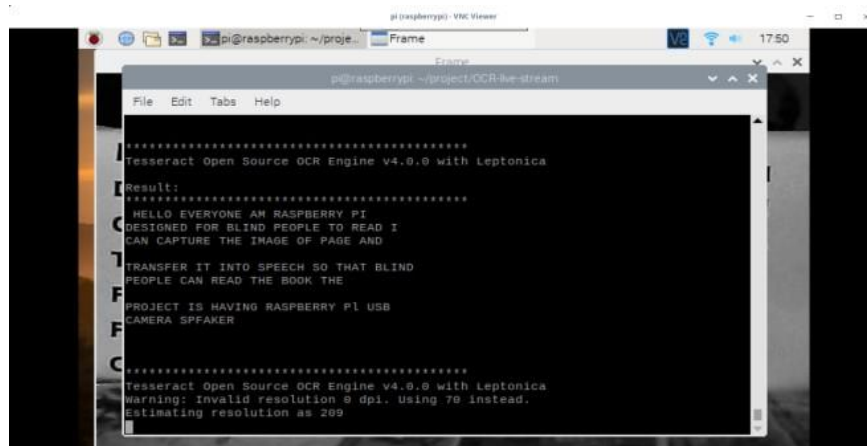 pi (raspberrypi) - VNC Viewer
pi@raspberrypi: ~/proje... Frame V2 17:50
Frame
pi@raspberrypi: ~/project/OCR-live-stream
File Edit Tabs Help
********************************************
Tesseract Open Source OCR Engine v4.0.0 with Leptonica
Result:
********************************************
HELLO EVERYONE AM RASPBERRY PI
DESIGNED FOR BLIND PEOPLE TO READ I
CAN CAPTURE THE IMAGE OF PAGE AND
TRANSFER IT INTO SPEECH SO THAT BLIND
PEOPLE CAN READ THE BOOK THE
PROJECT IS HAVING RASPBERRY Pl USB
CAMERA SPFAKER
********************************************
Tesseract Open Source OCR Engine v4.0.0 with Leptonica
Warning: Invalid resolution 0 dpi. Using 70 instead.
Estimating resolution as 209